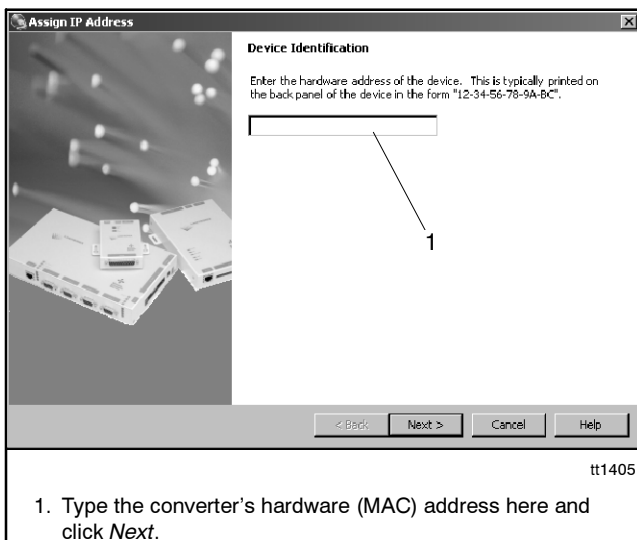 Assign IP Address
Device Identification
Enter the hardware address of the device. This is typically printed on
the back panel of the device in the form "12-34-56-78-9A-BC".
1
< Back
Next >
Cancel
Help
tt1405
1. Type the converter's hardware (MAC) address here and
click Next.